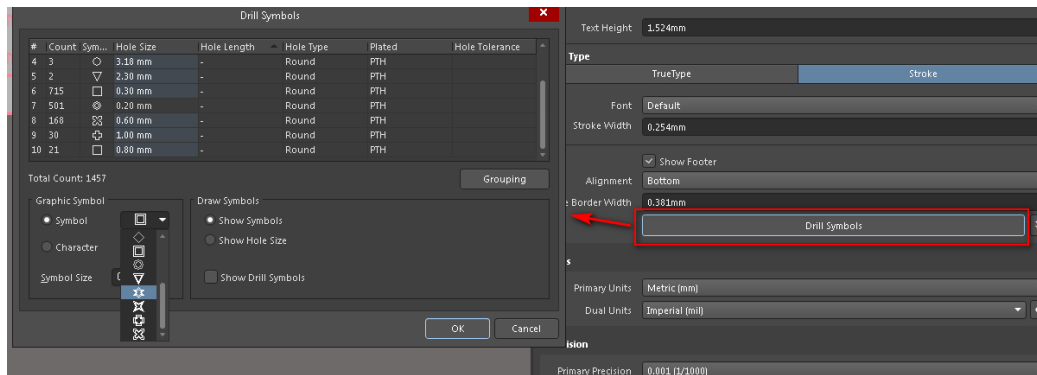 Drill Symbols
# Count Sym... Hole Size Hole Length Hole Type Plated Hole Tolerance
4 3 3.18 mm - Round PTH
5 2 2.30 mm - Round PTH
6 715 0.30 mm - Round PTH
7 501 0.20 mm - Round PTH
8 168 0.60 mm - Round PTH
9 30 1.00 mm - Round PTH
10 21 0.80 mm - Round PTH
Total Count: 1457
Grouping
Graphic Symbol
Symbol
Character
Symbol Size
Draw Symbols
Show Symbols
Show Hole Size
Show Drill Symbols
OK Cancel
Text Height 1.524mm
Type
TrueType Stroke
Font Default
Stroke Width 0.254mm
Show Footer
Alignment Bottom
Border Width 0.381mm
Drill Symbols
s
Primary Units Metric (mm)
Dual Units Imperial (mil)
ision
Primary Precision 0.001 (1/1000)